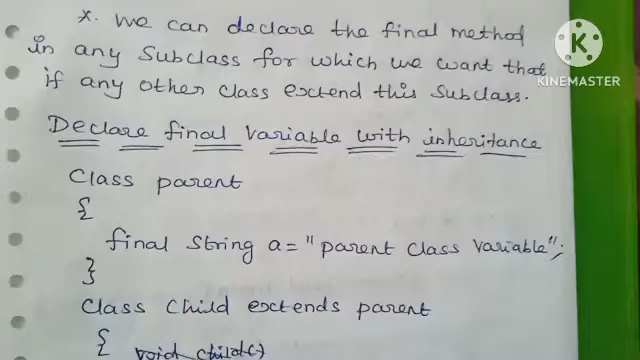 *. We can declare the final method
in any subclass for which we want that
if any other class extend this subclass.
Declare final variable with inheritance
Class parent
{
final String a = "parent class variable";
}
Class Child extends parent
{ void child()
K
KINEMASTER